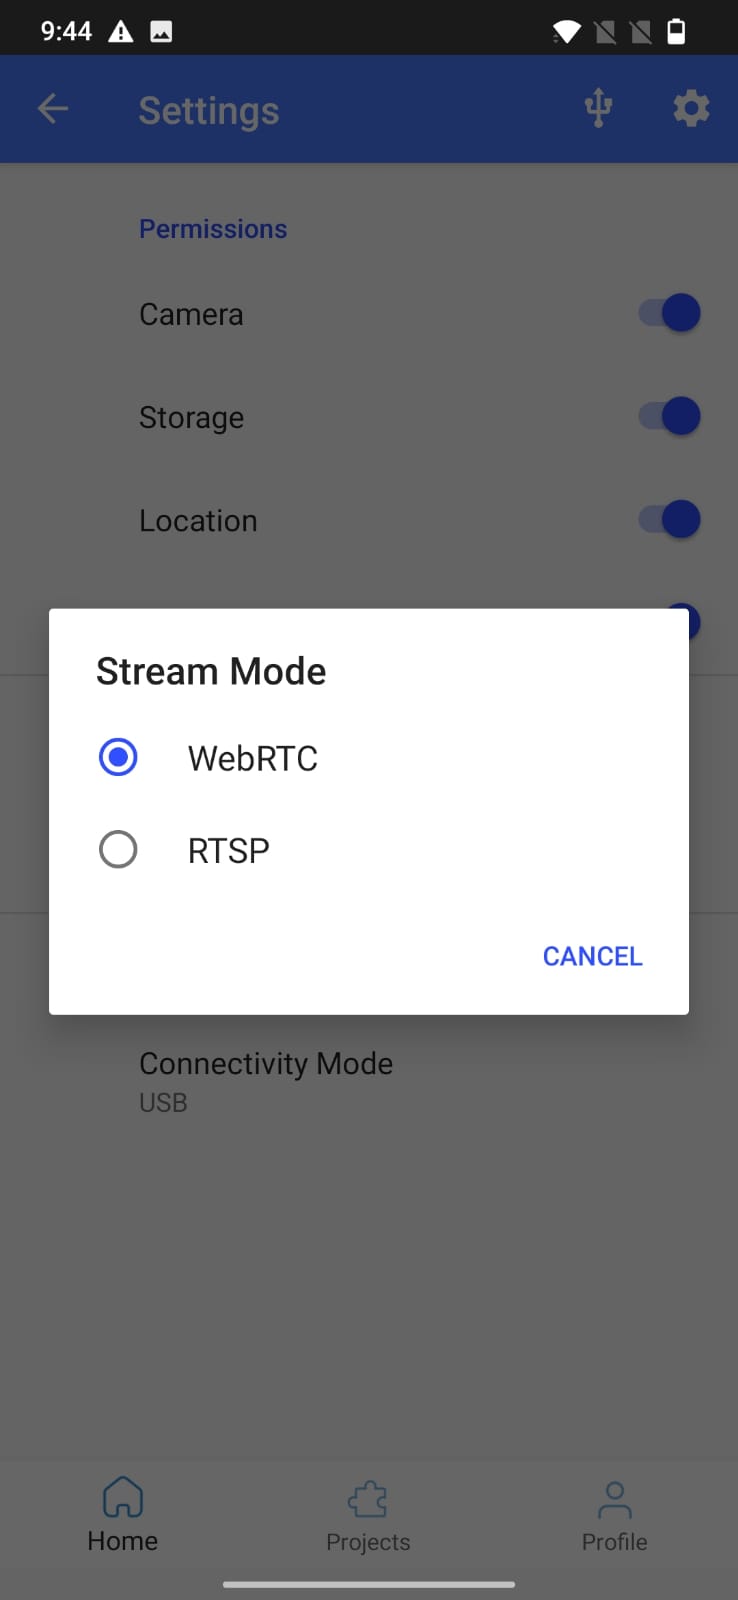 9:44
Settings
Permissions
Camera
Storage
Location
Stream Mode
WebRTC
RTSP
CANCEL
Connectivity Mode
USB
Home
Projects
Profile